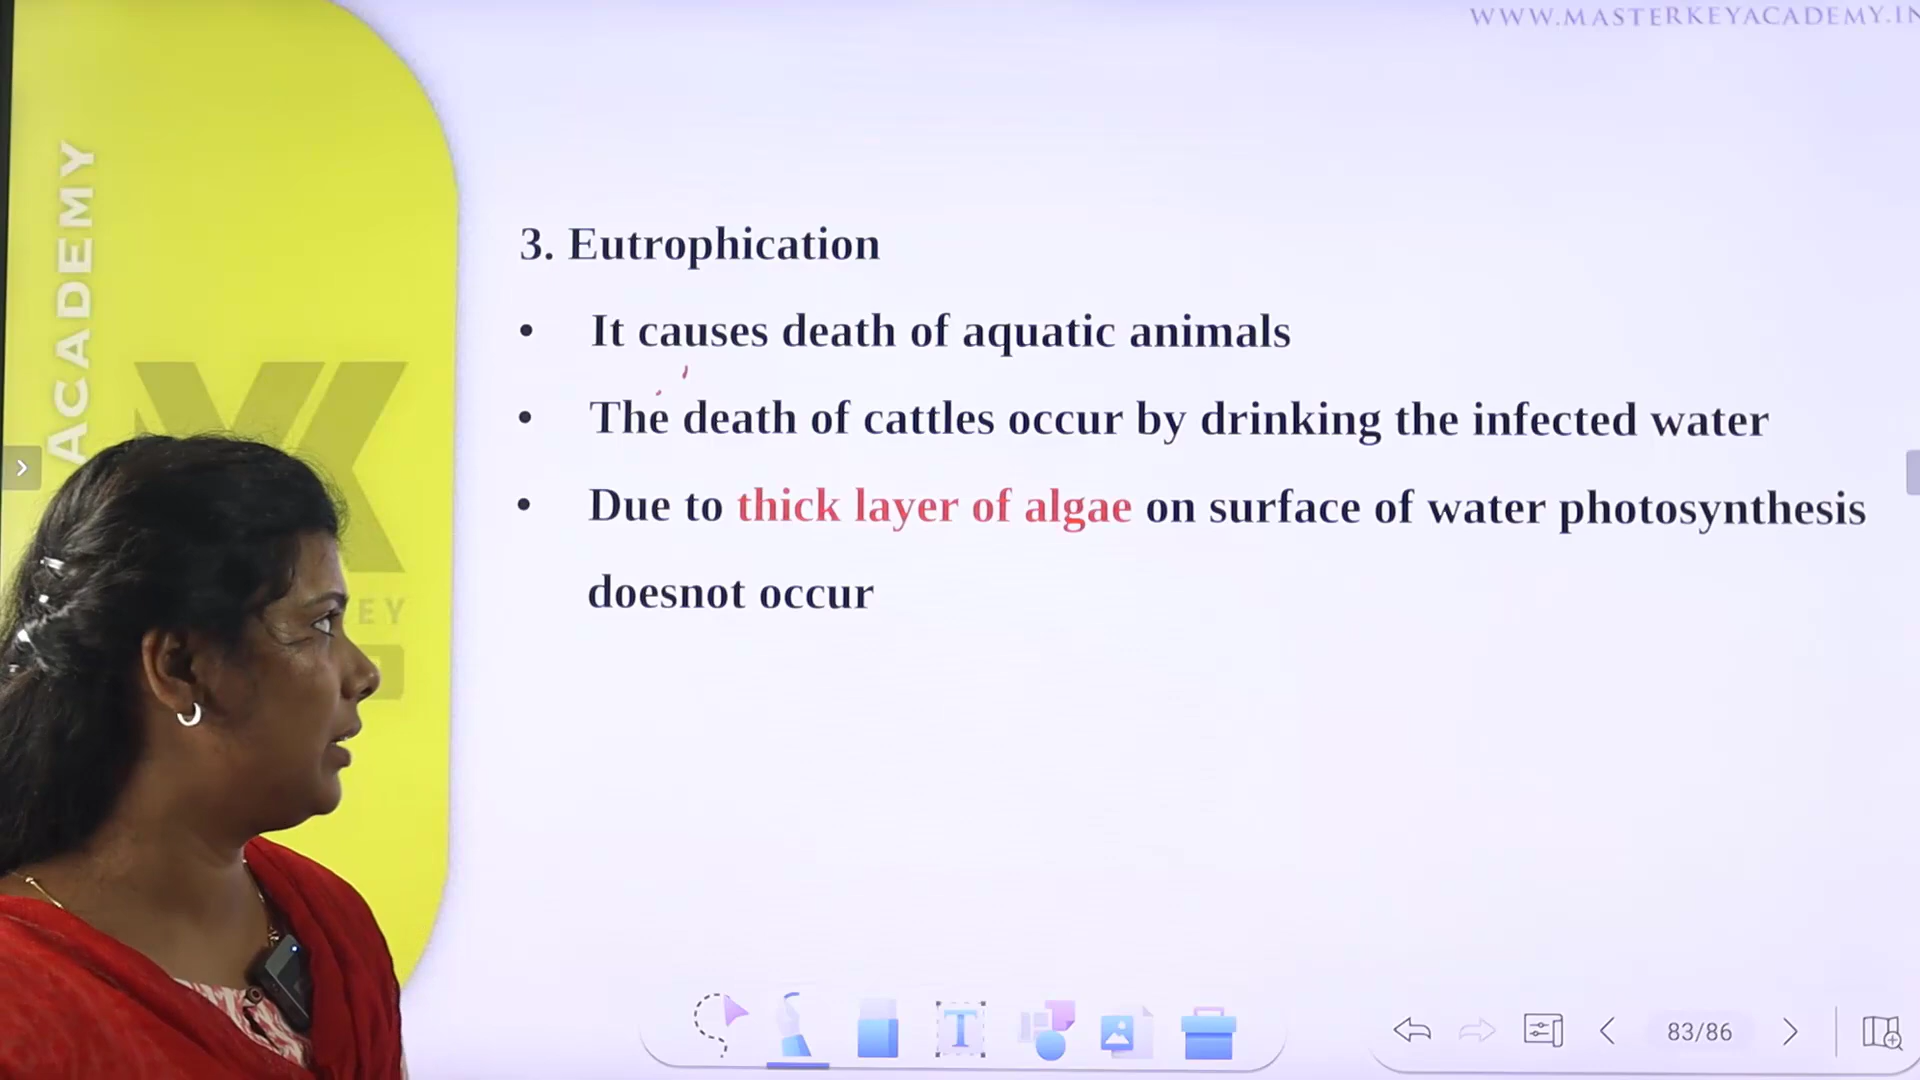 WWW.MASTERKEYACADEMY.IN
ACADEMY
3. Eutrophication
• It causes death of aquatic animals
• The death of cattles occur by drinking the infected water
• Due to thick layer of algae on surface of water photosynthesis
doesnot occur
EY
T
83/86